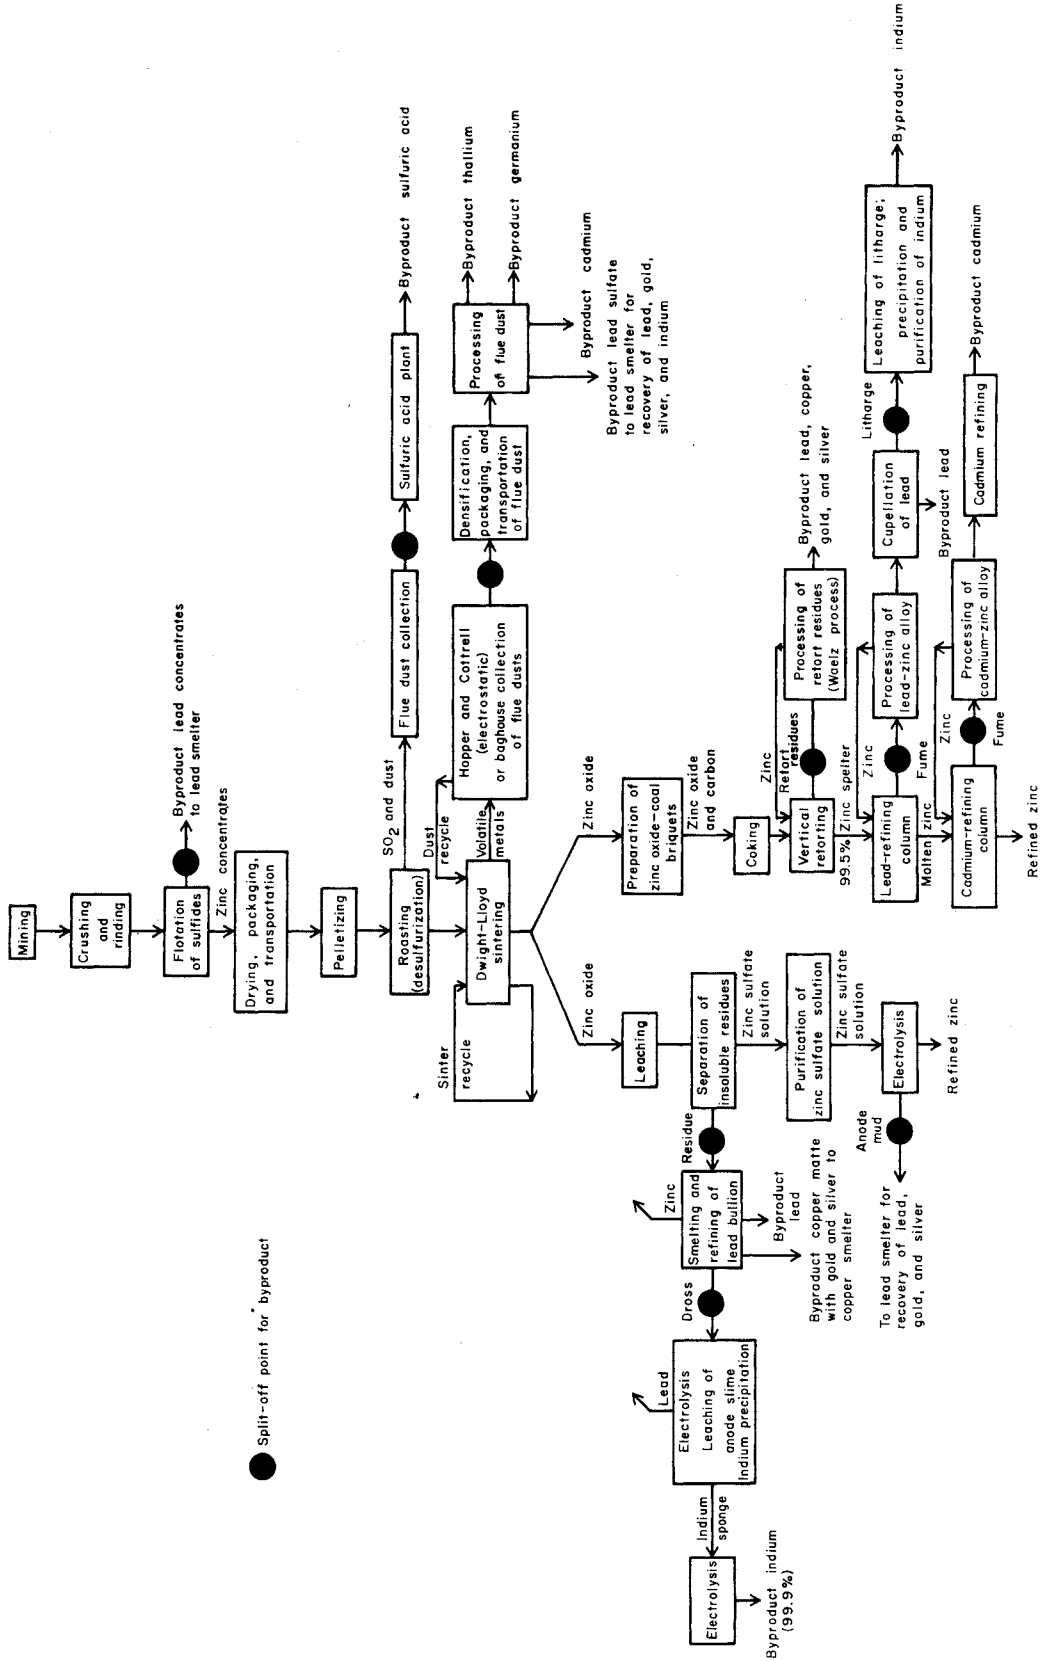 Mining
Crushing
and
rinding
Flotation
of sulfides
Byproduct lead concentrates
to lead smelter
Zinc concentrates
Drying, packaging,
and transportation
Pelletizing
Roasting
(desulfurization)
SO2 and dust
Flue dust collection
Sulfuric acid plant
Byproduct sulfuric acid
Dwight-Lloyd
sintering
Sinter
recycle
Dust
recycle
Volatile
metals
Hopper and Cottrell
(electrostatic)
or baghouse collection
of flue dusts
Densification,
packaging, and
transportation
of flue dust
Processing
of flue dust
Byproduct thallium
Byproduct germanium
Byproduct cadmium
Byproduct lead sulfate
to lead smelter for
recovery of lead, gold,
silver, and indium
Split-off point for byproduct
Zinc oxide
Leaching
Separation of
insoluble residues
Zinc sulfate
solution
Purification of
zinc sulfate solution
Zinc sulfate
solution
Electrolysis
Refined zinc
Anode
mud
To lead smelter for
recovery of lead,
gold, and silver
Residue
Smelting and
refining of
lead bullion
Zinc
Byproduct
lead
Byproduct copper matte
with gold and silver to
copper smelter
Dross
Electrolysis
Leaching of
anode slime
Indium precipitation
Lead
Indium
sponge
Electrolysis
Byproduct indium
(99.9%)
Zinc oxide
Preparation of
zinc oxide-coal
briquets
Zinc oxide
and carbon
Coking
Vertical
retorting
Zinc
Retort
residues
Processing of
retort residues
(Waelz process)
Byproduct lead, copper,
gold, and silver
99.5% Zinc spelter
Lead-refining
column
Zinc
Fume
Processing of
lead-zinc alloy
Cupellation
of lead
Byproduct lead
Litharge
Leaching of litharge;
precipitation and
purification of indium
Byproduct indium
Molten zinc
Cadmium-refining
column
Zinc
Fume
Processing of
cadmium-zinc alloy
Cadmium refining
Byproduct cadmium
Refined zinc